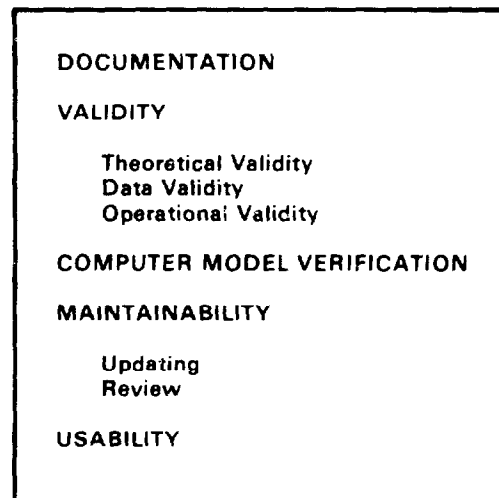 DOCUMENTATION
VALIDITY
Theoretical Validity
Data Validity
Operational Validity
COMPUTER MODEL VERIFICATION
MAINTAINABILITY
Updating
Review
USABILITY